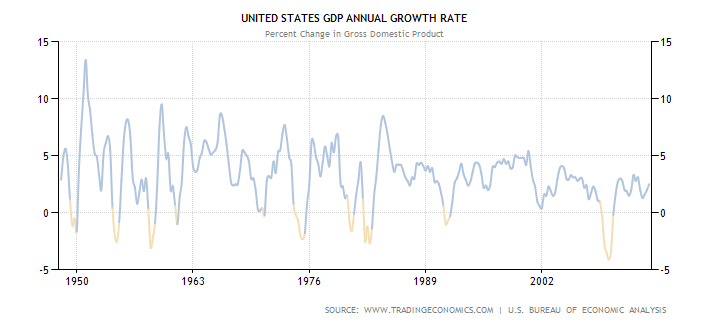 UNITED STATES GDP ANNUAL GROWTH RATE
Percent Change in Gross Domestic Product
15 15
10 10
5 5
0 0
-5 -5
1950 1963 1976 1989 2002
SOURCE: WWW.TRADINGECONOMICS.COM | U.S. BUREAU OF ECONOMIC ANALYSIS